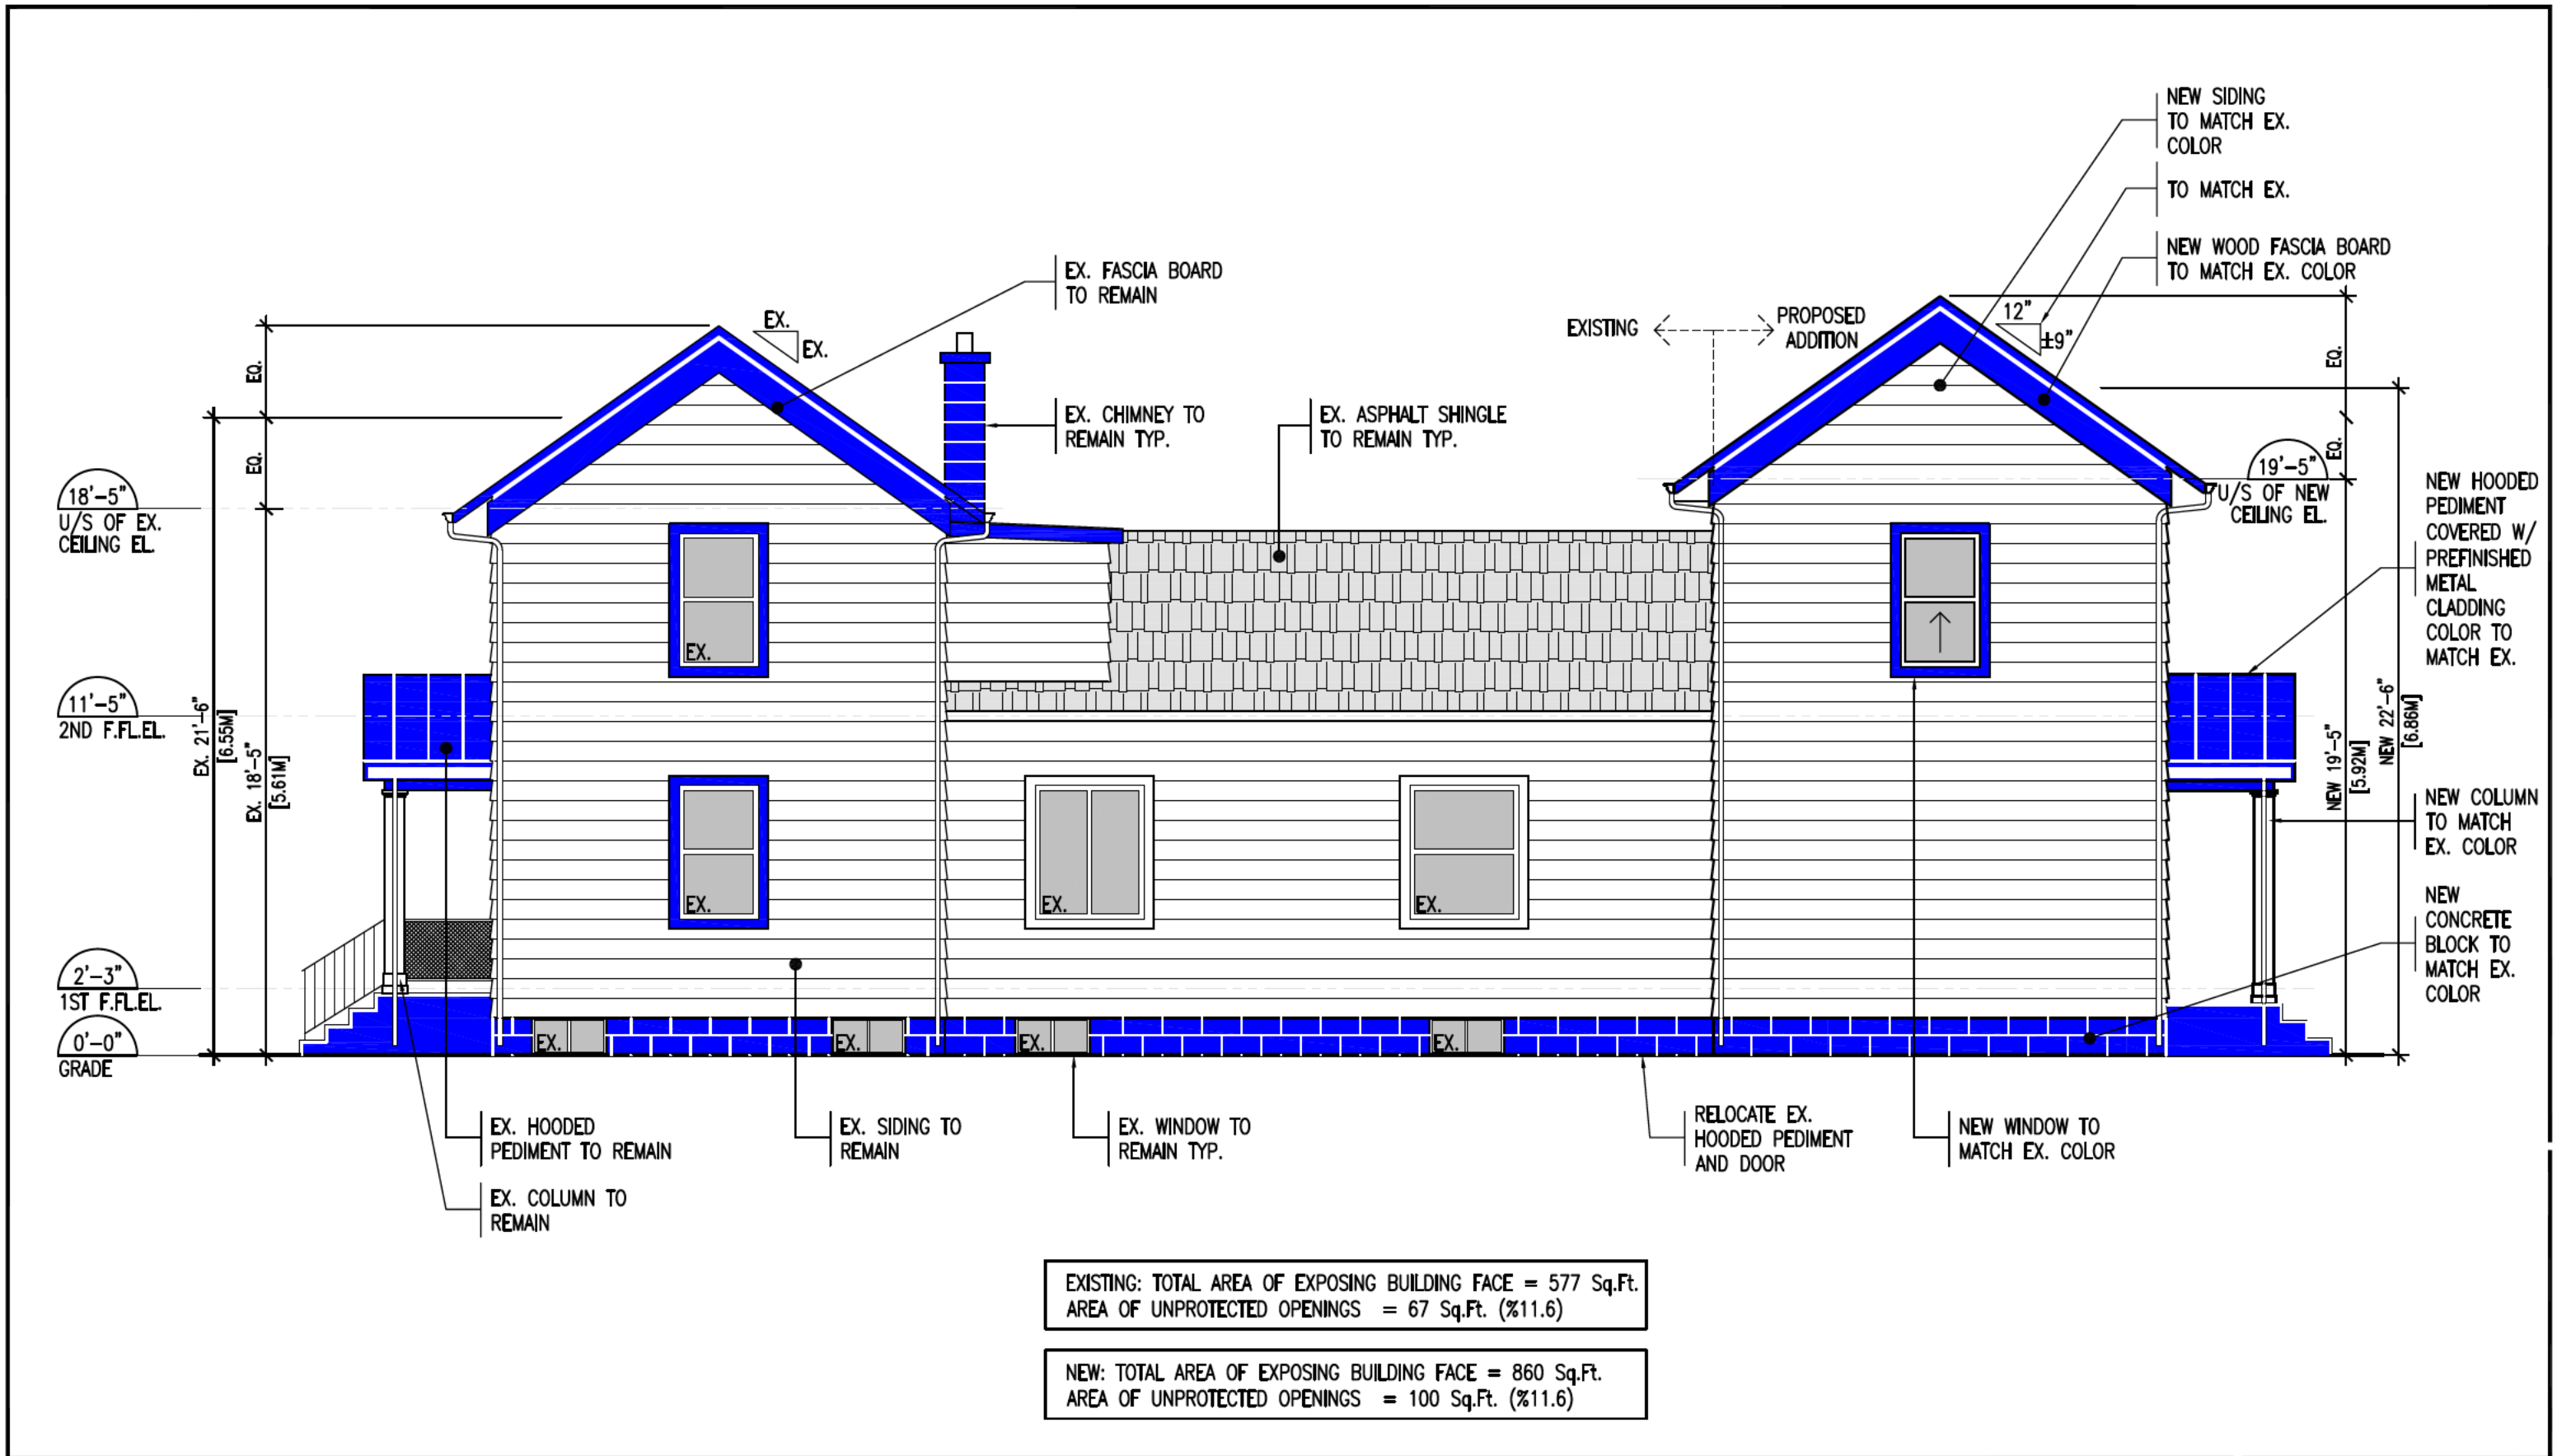 NEW SIDING
TO MATCH EX.
COLOR
TO MATCH EX.
NEW WOOD FASCIA BOARD
TO MATCH EX. COLOR
EX. FASCIA BOARD
TO REMAIN
EX.
EX.
EXISTING
PROPOSED
ADDITION
12"
±9"
EQ.
EQ.
EQ.
EQ.
EX. CHIMNEY TO
REMAIN TYP.
EX. ASPHALT SHINGLE
TO REMAIN TYP.
18'-5"
U/S OF EX.
CEILING EL.
19'-5"
U/S OF NEW
CEILING EL.
NEW HOODED
PEDIMENT
COVERED W/
PREFINISHED
METAL
CLADDING
COLOR TO
MATCH EX.
EX.
11'-5"
2ND F.FL.EL.
EX. 21'-6"
[6.55M]
EX. 18'-5"
[5.61M]
NEW 19'-5"
[5.92M]
NEW 22'-6"
[6.86M]
NEW COLUMN
TO MATCH
EX. COLOR
EX.
EX.
EX.
NEW
CONCRETE
BLOCK TO
MATCH EX.
COLOR
2'-3"
1ST F.FL.EL.
0'-0"
GRADE
EX.
EX.
EX.
EX.
EX. HOODED
PEDIMENT TO REMAIN
EX. SIDING TO
REMAIN
EX. WINDOW TO
REMAIN TYP.
RELOCATE EX.
HOODED PEDIMENT
AND DOOR
NEW WINDOW TO
MATCH EX. COLOR
EX. COLUMN TO
REMAIN
EXISTING: TOTAL AREA OF EXPOSING BUILDING FACE = 577 Sq.Ft.
AREA OF UNPROTECTED OPENINGS = 67 Sq.Ft. (%11.6)
NEW: TOTAL AREA OF EXPOSING BUILDING FACE = 860 Sq.Ft.
AREA OF UNPROTECTED OPENINGS = 100 Sq.Ft. (%11.6)